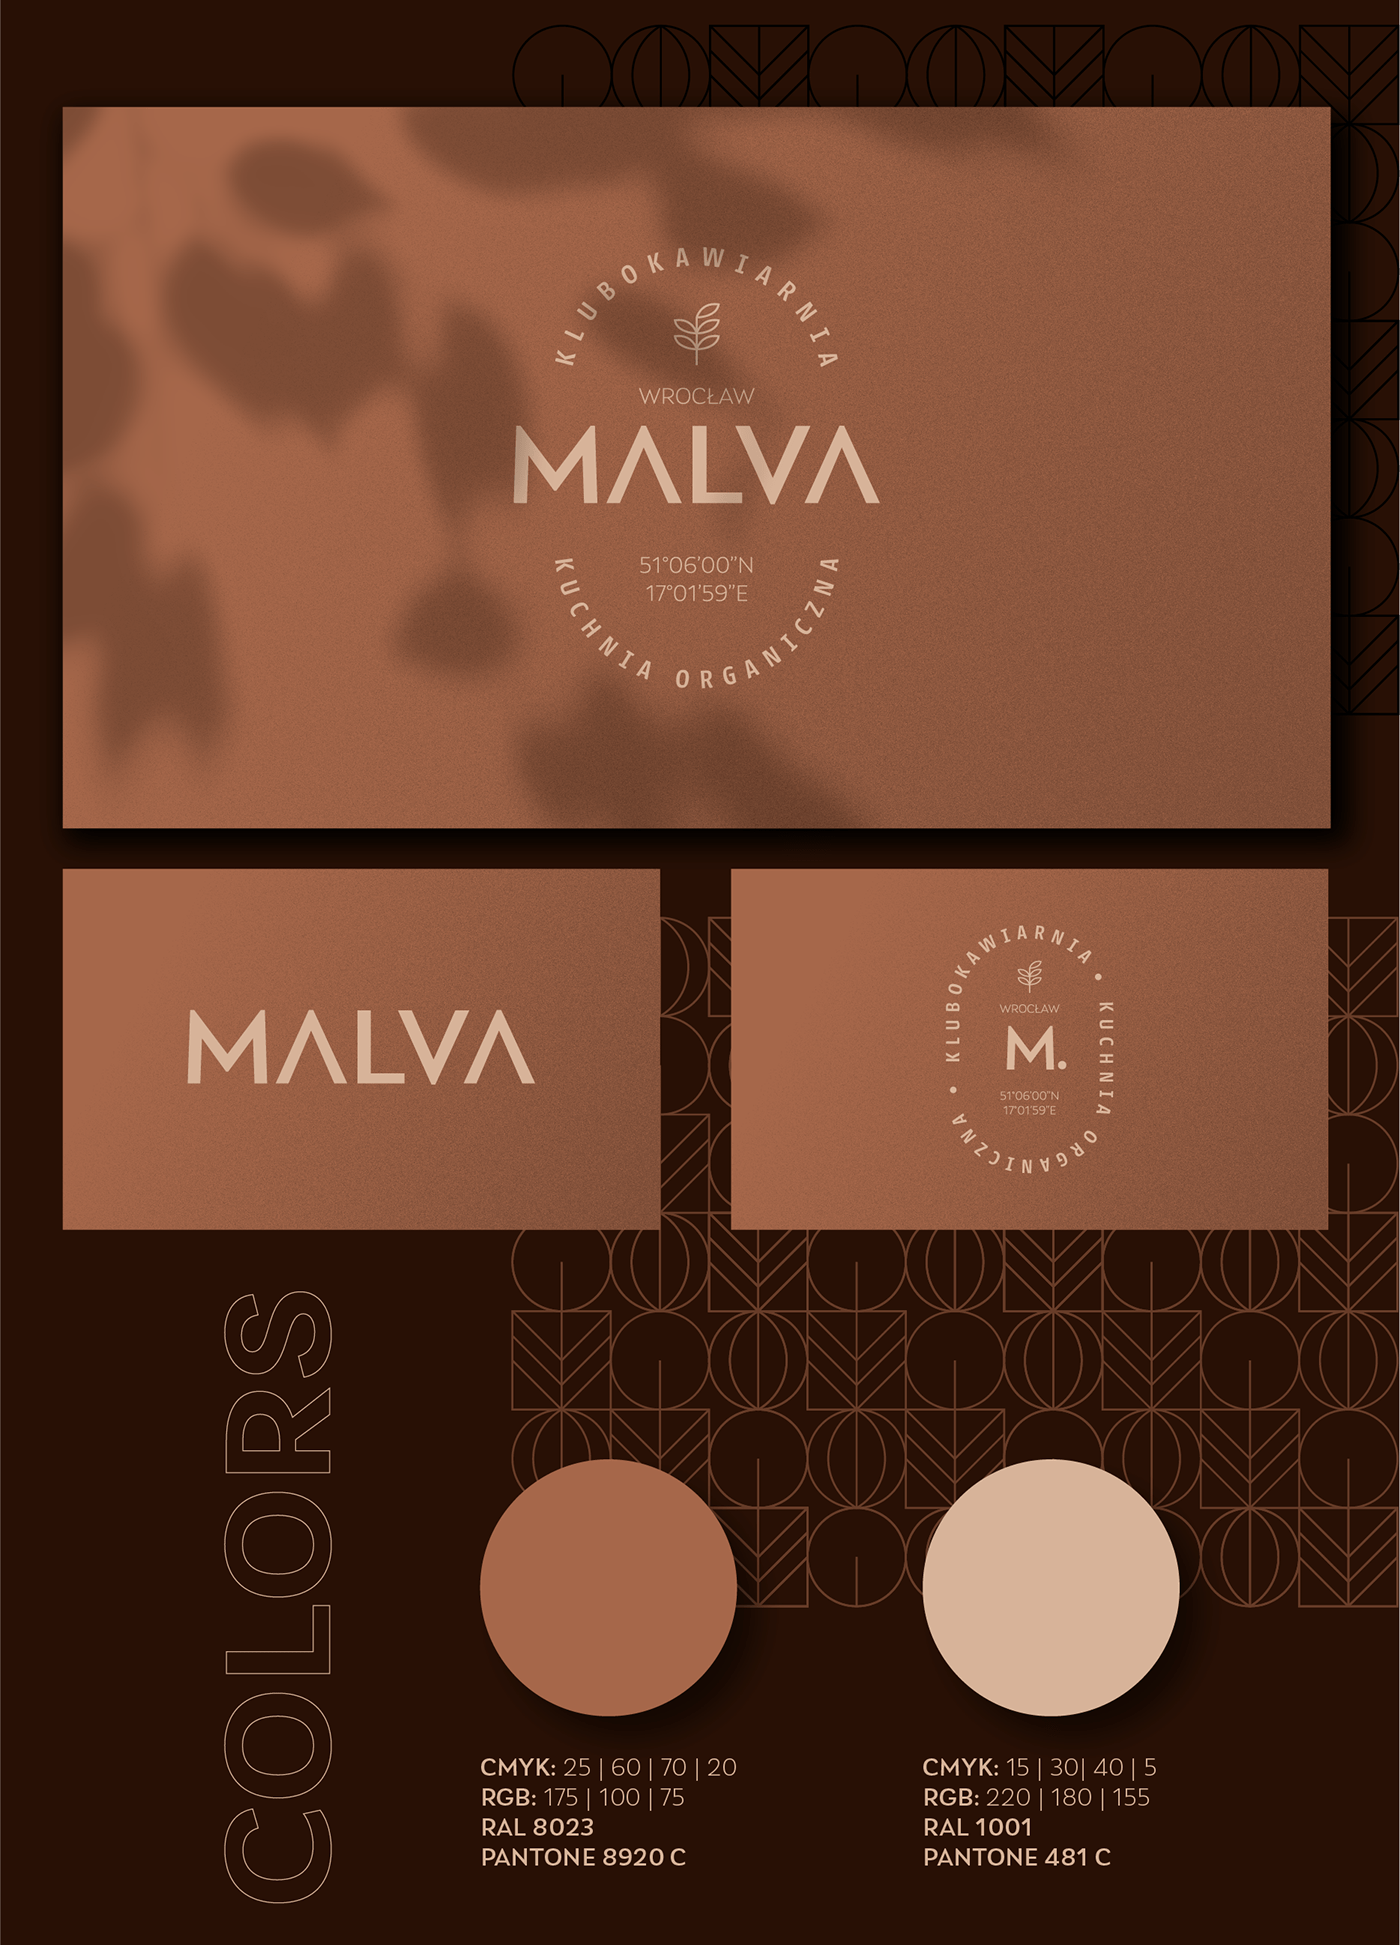 KLUBOKAWIARNIA
WROCŁAW
MALVA
51°06'00"N
17°01'59"E
KUCHNIA ORGANICZNA
MALVA
KLUBOKAWIARNIA • KUCHNIA ORGANICZNA •
WROCŁAW
M.
51°06'00"N
17°01'59"E
COLORS
CMYK: 25 | 60 | 70 | 20
RGB: 175 | 100 | 75
RAL 8023
PANTONE 8920 C
CMYK: 15 | 30| 40 | 5
RGB: 220 | 180 | 155
RAL 1001
PANTONE 481 C